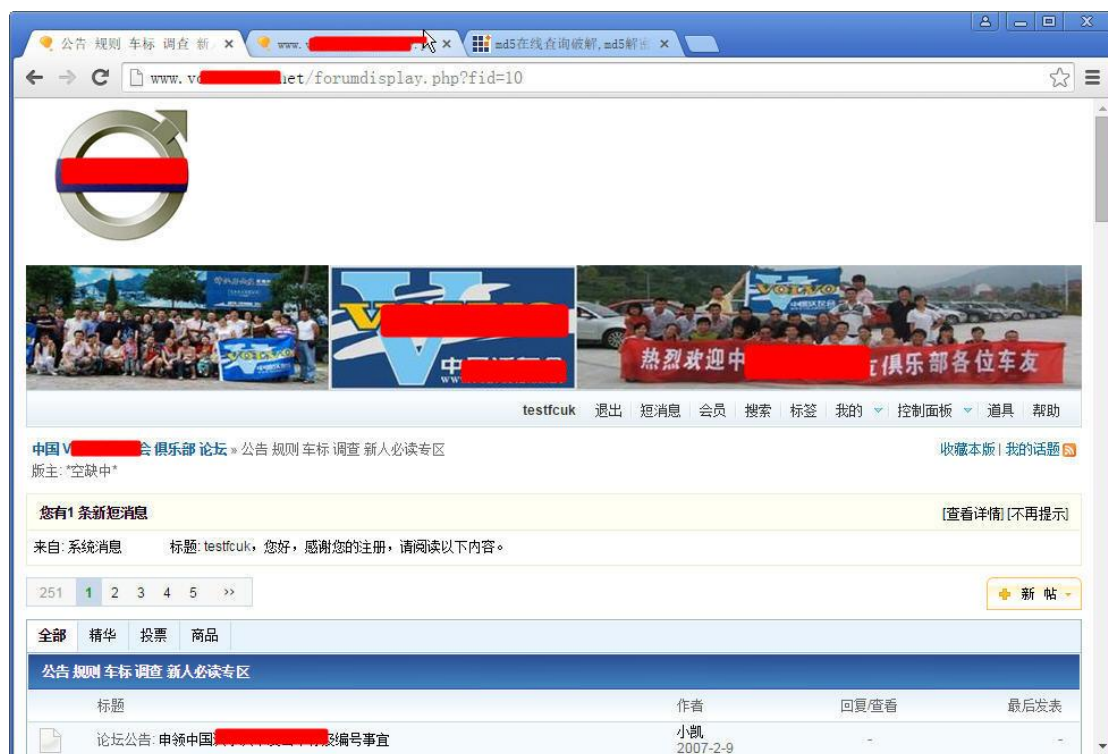 公告 规则 车标 调查 新
www.
md5在线查询破解,md5解密
www.vo
net/forumdisplay.php?fid=10
VOLVO
VOLVO
中
WWW
热烈欢迎中
友俱乐部各位车友
testfcuk 退出 短消息 会员 搜索 标签 我的 控制面板 道具 帮助
中国 V 会 俱乐部 论坛 » 公告 规则 车标 调查 新人必读专区
收藏本版 | 我的话题
版主: *空缺中*
您有1 条新短消息
[查看详情] [不再提示]
来自: 系统消息 标题: testfcuk，您好，感谢您的注册，请阅读以下内容。
251 1 2 3 4 5 ››
新 帖
全部 精华 投票 商品
公告 规则 车标 调查 新人必读专区
标题 作者 回复/查看 最后发表
论坛公告: 申领中国 及编号事宜 小凯 - -
2007-2-9